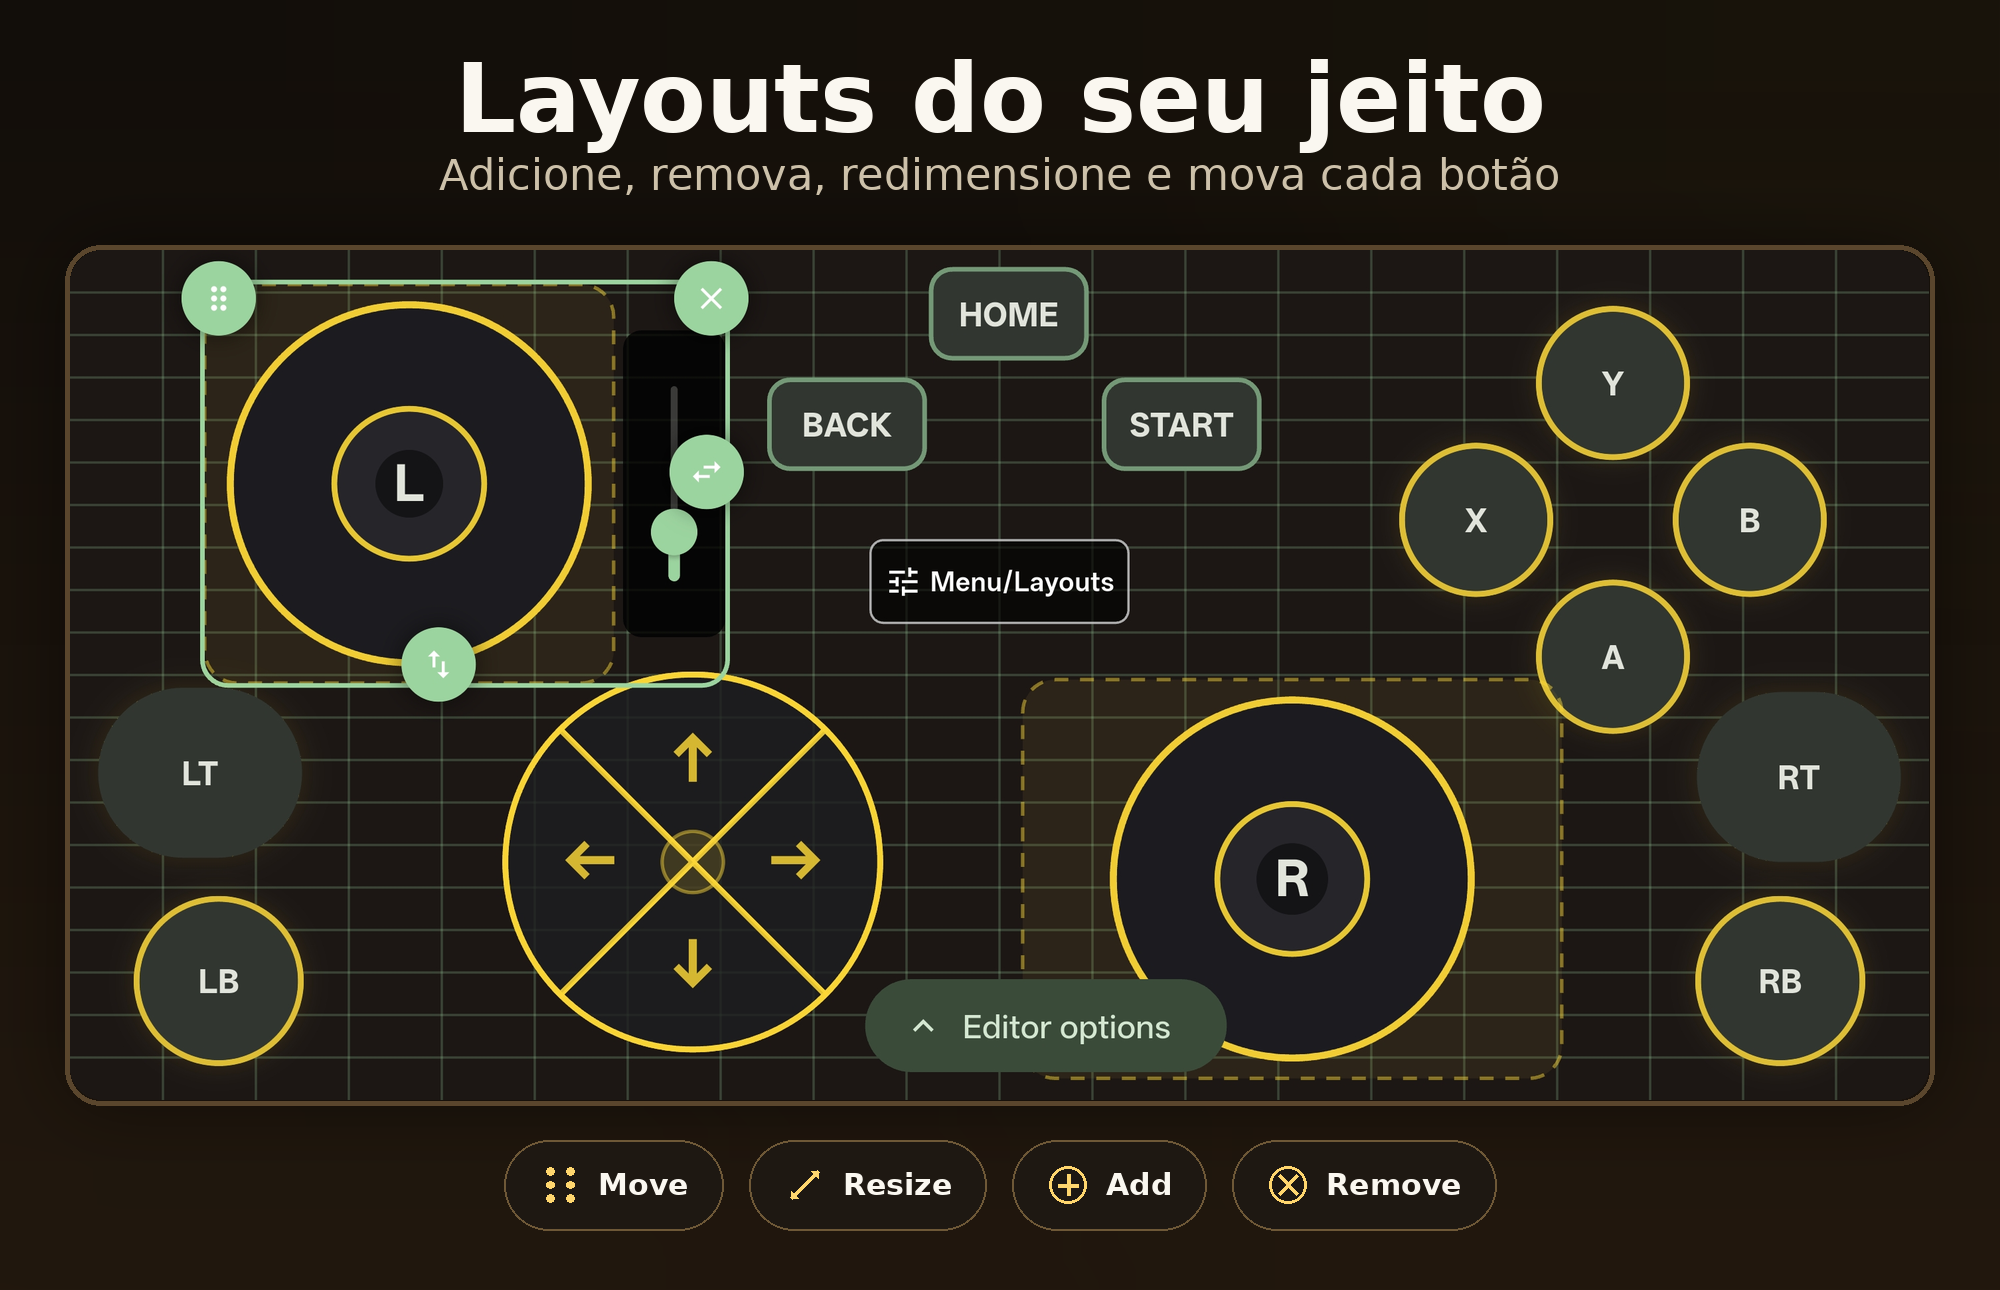 Layouts do seu jeito
Adicione, remova, redimensione e mova cada botão
HOME
BACK
START
Y
X
B
A
L
Menu/Layouts
LT
RT
R
LB
RB
Editor options
Move
Resize
Add
Remove